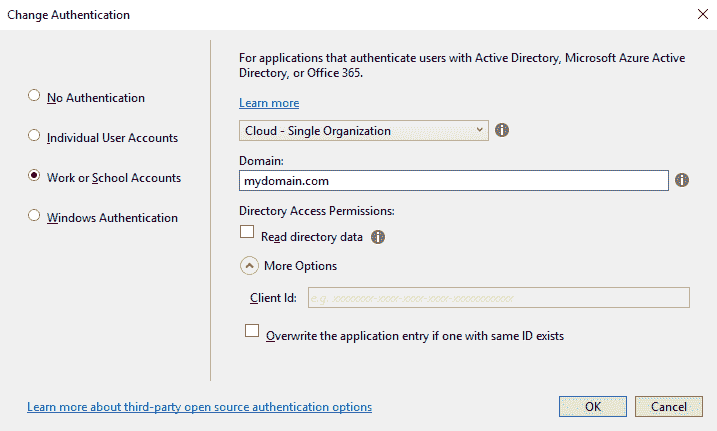 Change Authentication
No Authentication
Individual User Accounts
Work or School Accounts
Windows Authentication
For applications that authenticate users with Active Directory, Microsoft Azure Active
Directory, or Office 365.
Learn more
Cloud - Single Organization
Domain:
mydomain.com
Directory Access Permissions:
Read directory data
More Options
Client Id:
e.g. xxxxxxxx-xxxx-xxxx-xxxx-xxxxxxxxxxxx
Overwrite the application entry if one with same ID exists
Learn more about third-party open source authentication options
OK
Cancel